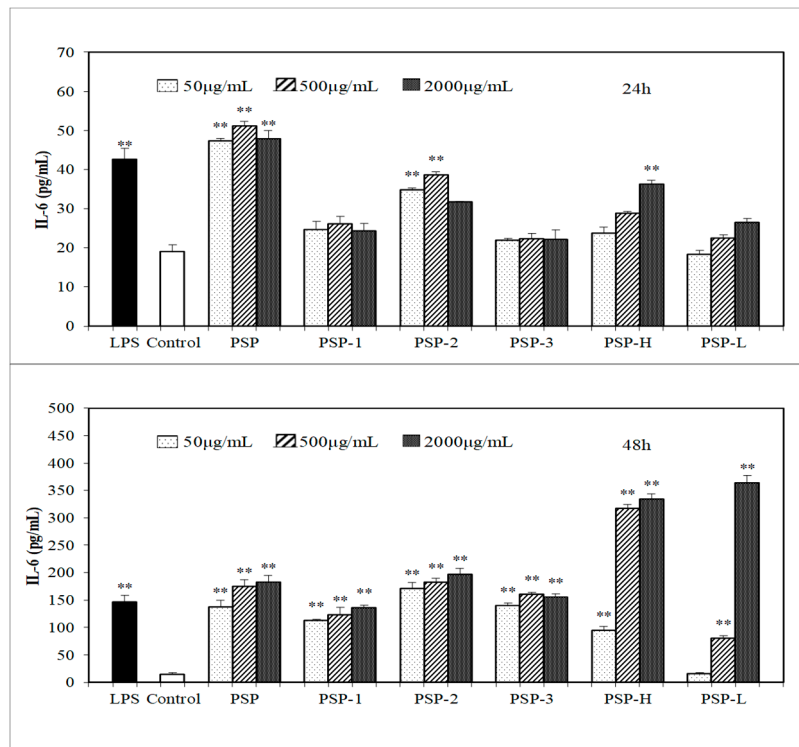 70
50μg/mL 500μg/mL 2000μg/mL 24h
60
** ** **
50
** **
** **
40
**
30
20
10
0
IL-6 (pg/mL)
LPS Control PSP PSP-1 PSP-2 PSP-3 PSP-H PSP-L
500
50μg/mL 500μg/mL 2000μg/mL 48h
450
400
**
350
** **
300
250
200
** ** ** ** ** **
150
** ** ** ** ** ** ** **
100
** **
50
0
IL-6 (pg/mL)
LPS Control PSP PSP-1 PSP-2 PSP-3 PSP-H PSP-L